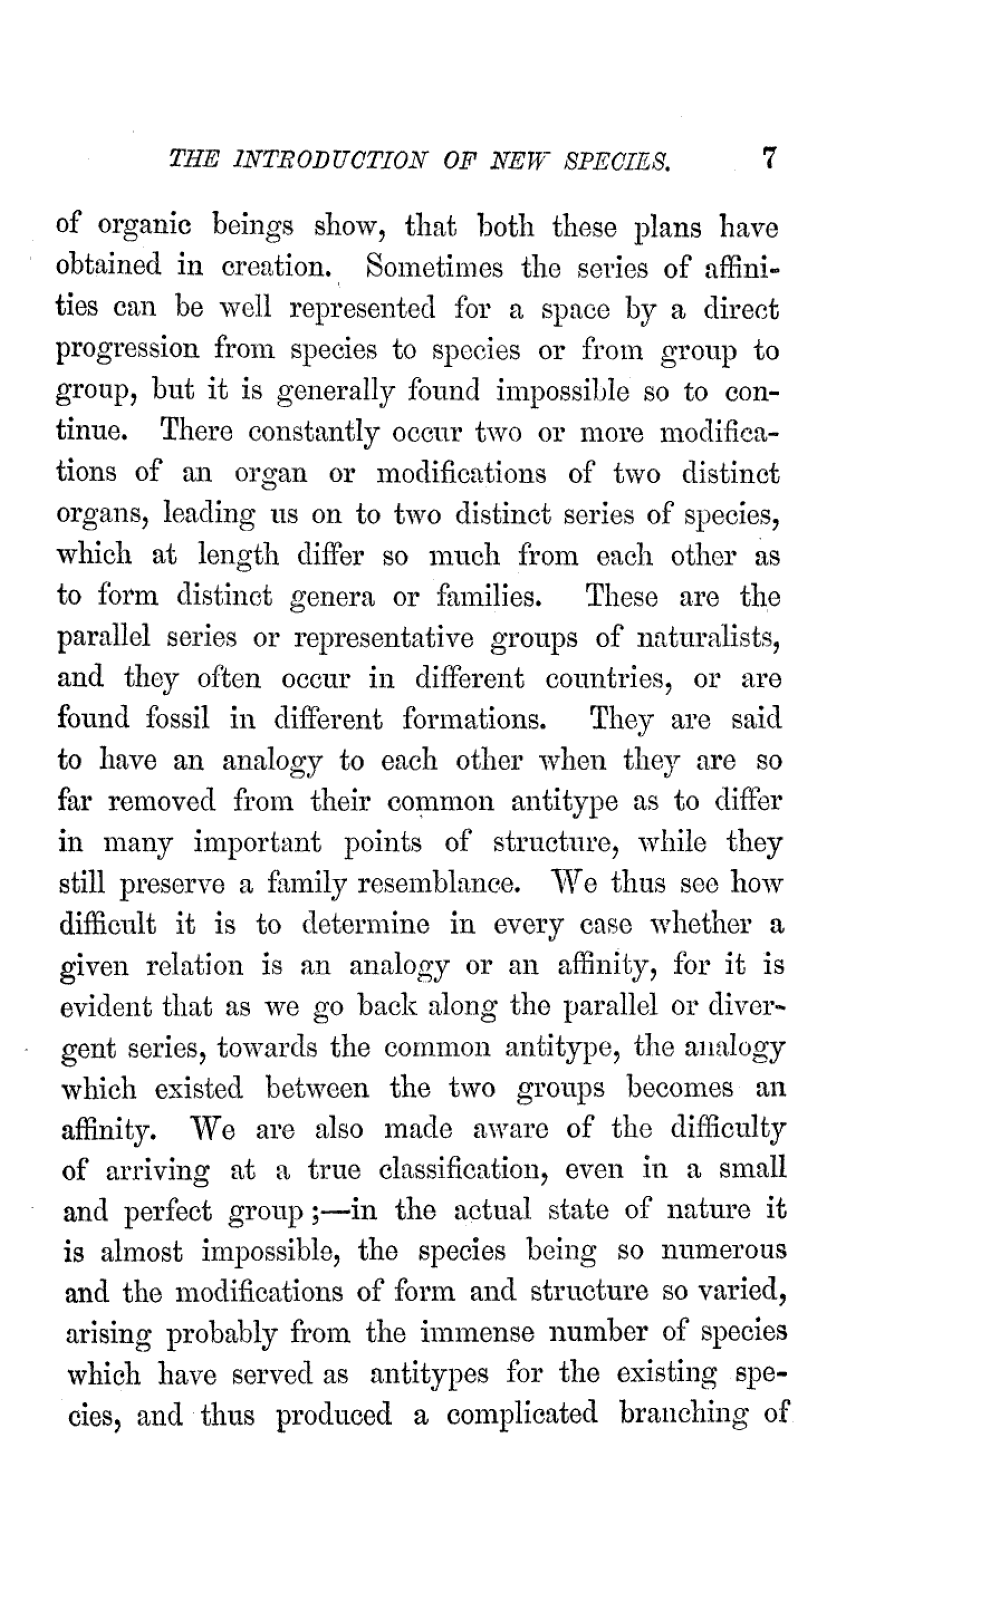 THE INTRODUCTION OF NEW SPECIES. 7
of organic beings show, that both these plans have
obtained in creation. Sometimes the series of affini-
ties can be well represented for a space by a direct
progression from species to species or from group to
group, but it is generally found impossible so to con-
tinue. There constantly occur two or more modifica-
tions of an organ or modifications of two distinct
organs, leading us on to two distinct series of species,
which at length differ so much from each other as
to form distinct genera or families. These are the
parallel series or representative groups of naturalists,
and they often occur in different countries, or are
found fossil in different formations. They are said
to have an analogy to each other when they are so
far removed from their common antitype as to differ
in many important points of structure, while they
still preserve a family resemblance. We thus see how
difficult it is to determine in every case whether a
given relation is an analogy or an affinity, for it is
evident that as we go back along the parallel or diver-
gent series, towards the common antitype, the analogy
which existed between the two groups becomes an
affinity. We are also made aware of the difficulty
of arriving at a true classification, even in a small
and perfect group;—in the actual state of nature it
is almost impossible, the species being so numerous
and the modifications of form and structure so varied,
arising probably from the immense number of species
which have served as antitypes for the existing spe-
cies, and thus produced a complicated branching of